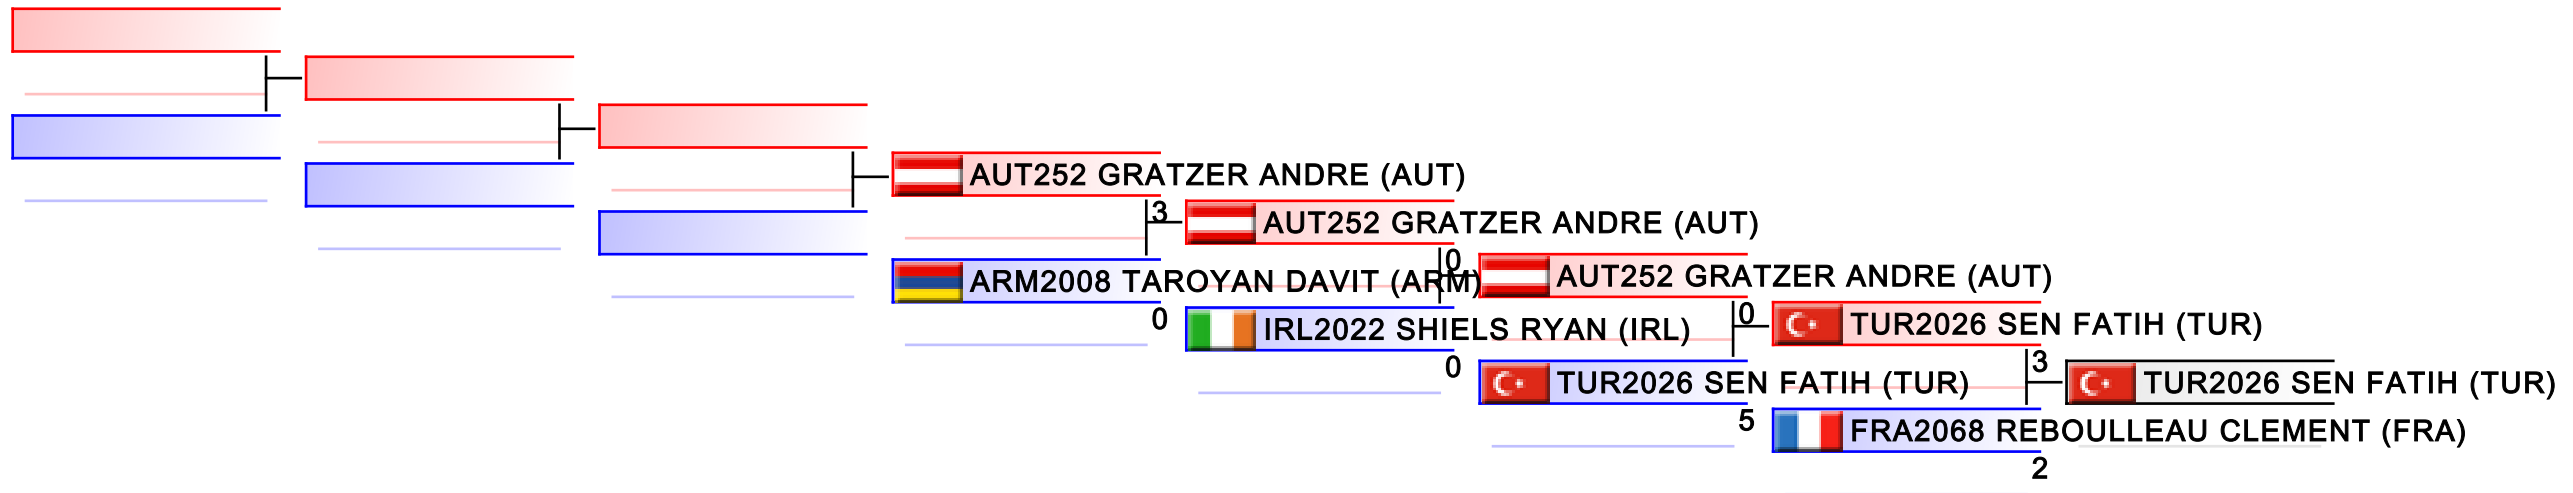 AUT252 GRATZER ANDRE (AUT)
3
AUT252 GRATZER ANDRE (AUT)
0
ARM2008 TAROYAN DAVIT (ARM)
AUT252 GRATZER ANDRE (AUT)
0
0
IRL2022 SHIELS RYAN (IRL)
TUR2026 SEN FATIH (TUR)
0
3
TUR2026 SEN FATIH (TUR)
TUR2026 SEN FATIH (TUR)
5
FRA2068 REBOULLEAU CLEMENT (FRA)
2